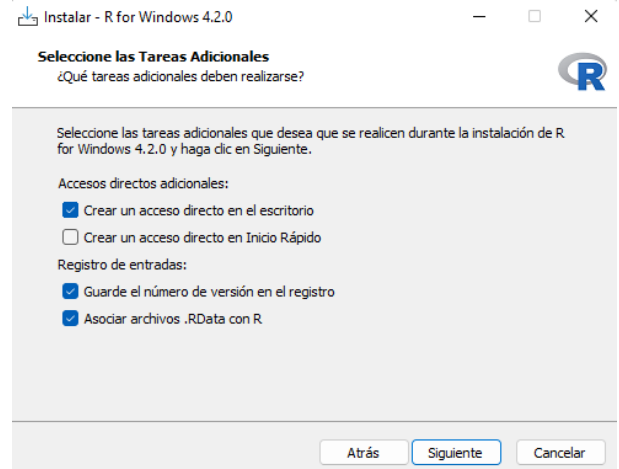 Instalar - R for Windows 4.2.0
Seleccione las Tareas Adicionales
¿Qué tareas adicionales deben realizarse?
R
Seleccione las tareas adicionales que desea que se realicen durante la instalación de R
for Windows 4.2.0 y haga clic en Siguiente.
Accesos directos adicionales:
Crear un acceso directo en el escritorio
Crear un acceso directo en Inicio Rápido
Registro de entradas:
Guarde el número de versión en el registro
Asociar archivos .RData con R
Atrás Siguiente Cancelar